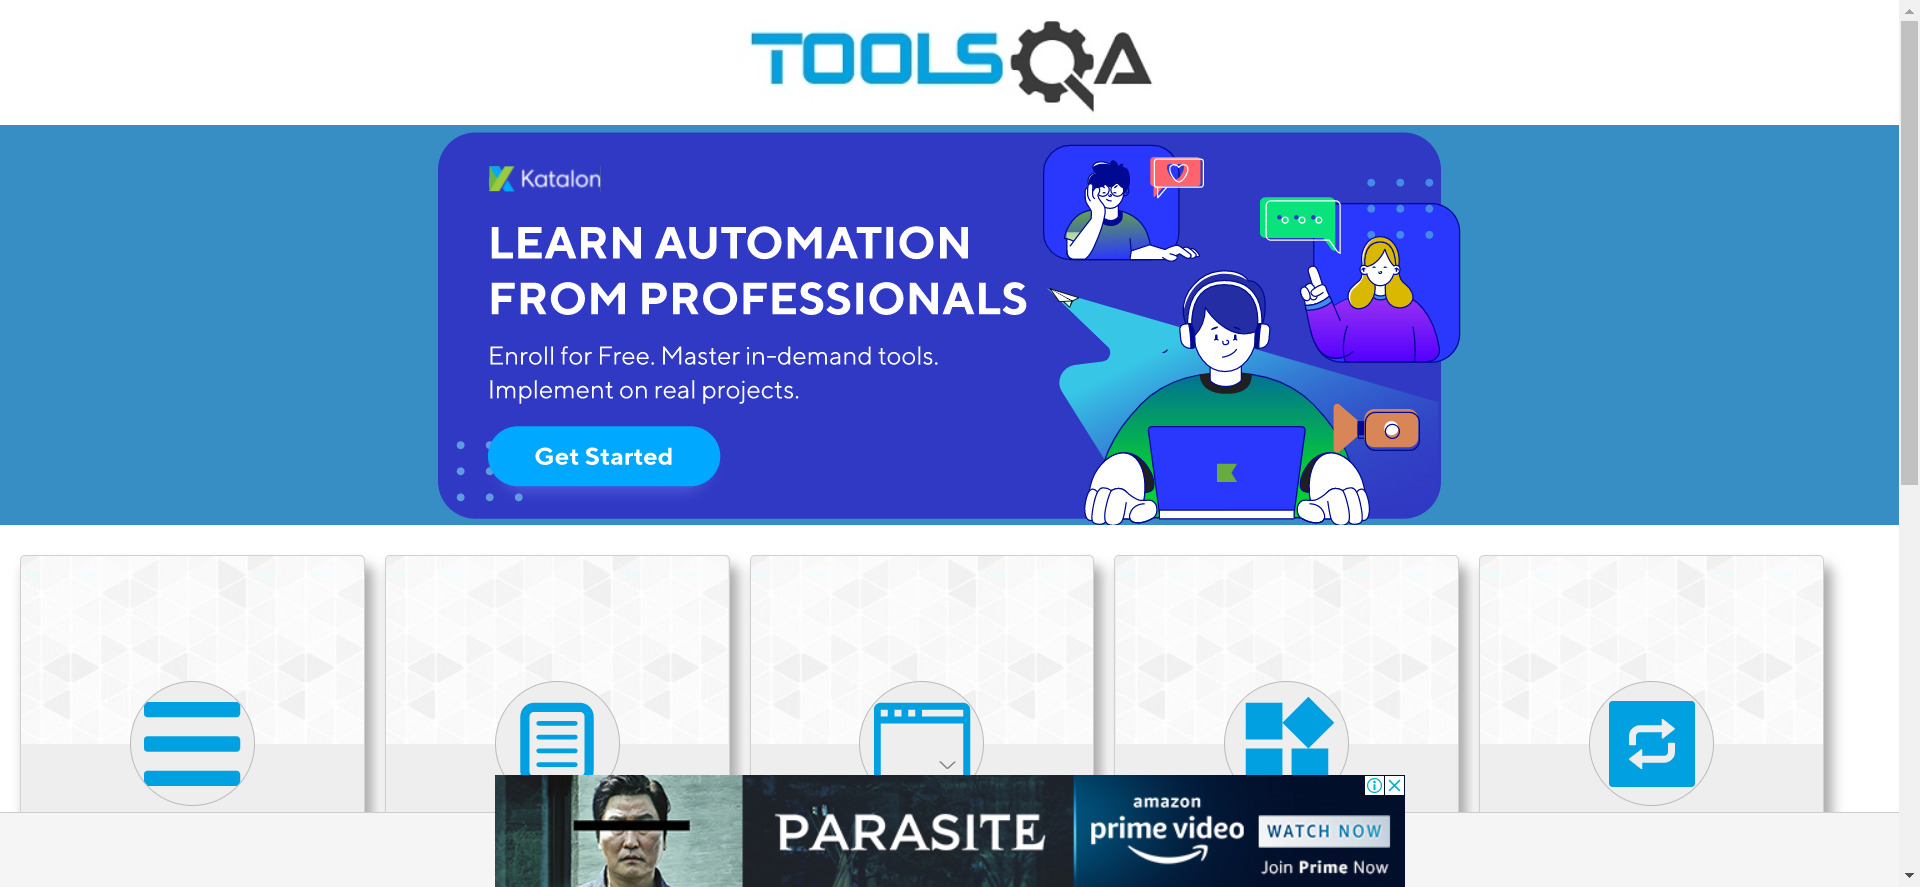 TOOLSQA
Katalon
LEARN AUTOMATION
FROM PROFESSIONALS
Enroll for Free. Master in-demand tools.
Implement on real projects.
Get Started
PARASITE
amazon
prime video
WATCH NOW
Join Prime Now